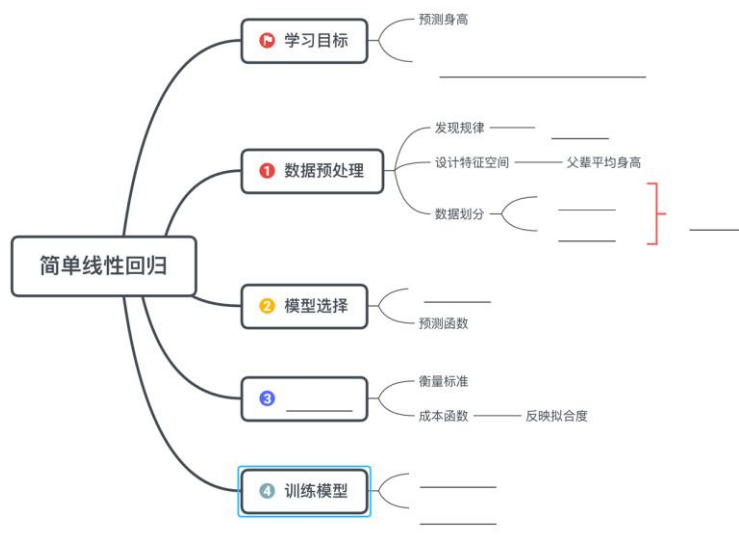 预测身高
学习目标
发现规律
1 数据预处理
设计特征空间
父辈平均身高
数据划分
简单线性回归
2 模型选择
预测函数
3
衡量标准
成本函数
反映拟合度
4 训练模型